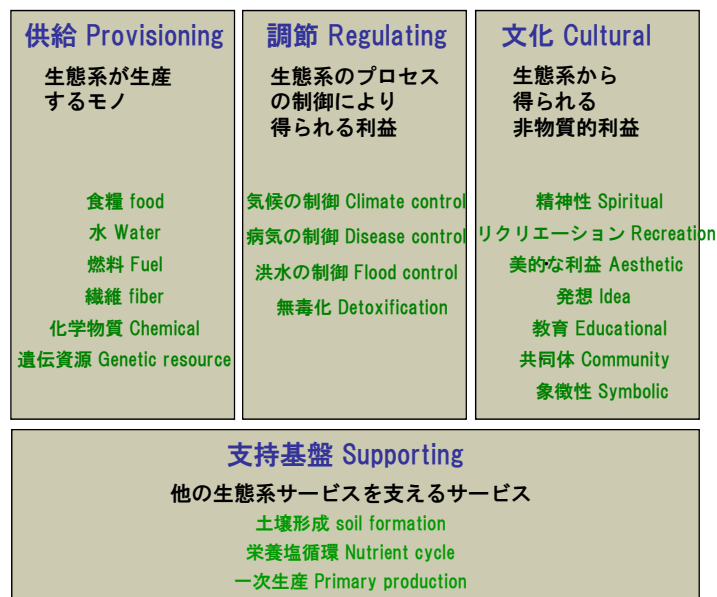 供給 Provisioning
生態系が生産
するモノ
食糧 food
水 Water
燃料 Fuel
繊維 fiber
化学物質 Chemical
遺伝資源 Genetic resource
調節 Regulating
生態系のプロセス
の制御により
得られる利益
気候の制御 Climate control
病気の制御 Disease control
洪水の制御 Flood control
無毒化 Detoxification
文化 Cultural
生態系から
得られる
非物質的利益
精神性 Spiritual
リクリエーション Recreation
美的な利益 Aesthetic
発想 Idea
教育 Educational
共同体 Community
象徴性 Symbolic
支持基盤 Supporting
他の生態系サービスを支えるサービス
土壌形成 soil formation
栄養塩循環 Nutrient cycle
一次生産 Primary production